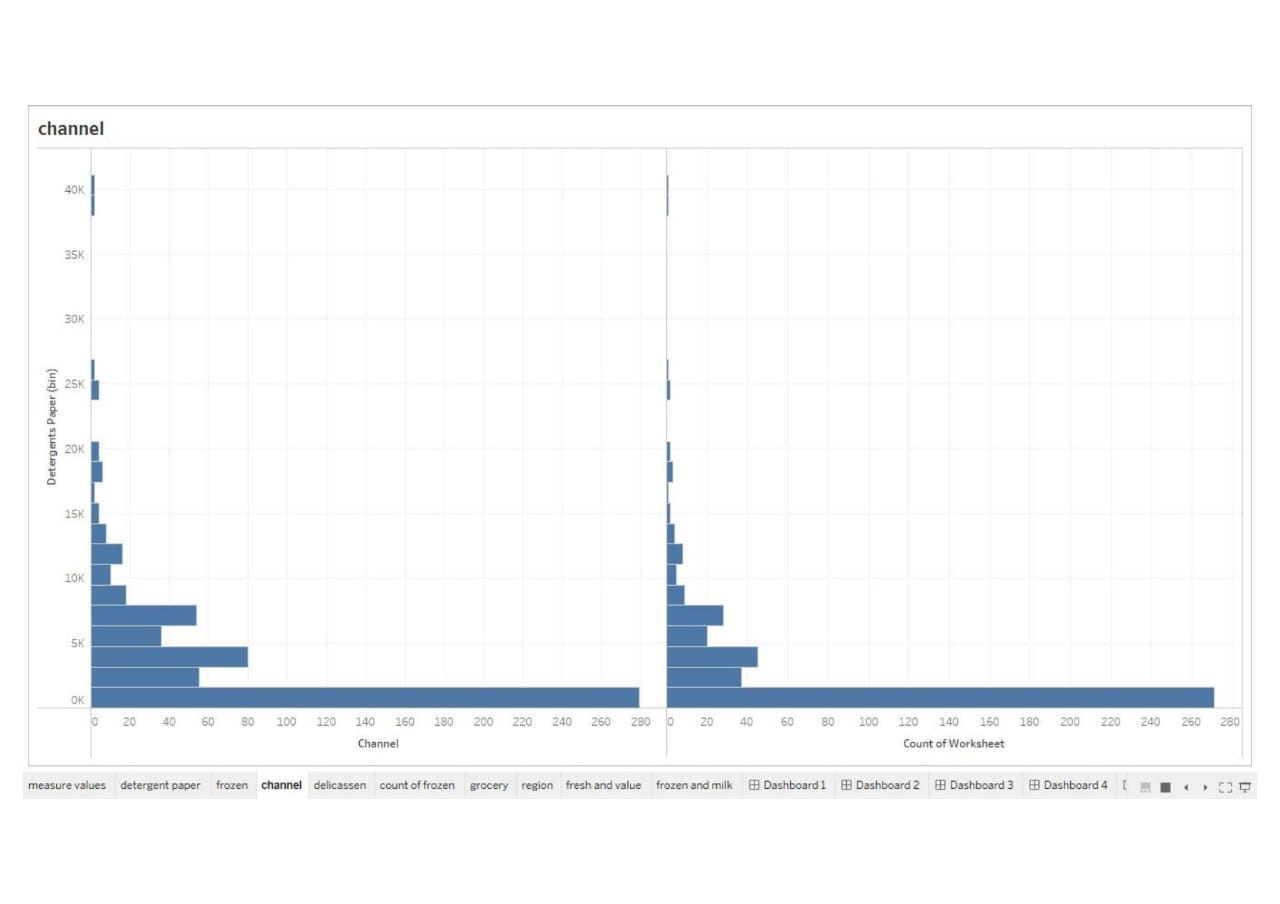 channel
40K
35K
30K
25K
20K
15K
10K
5K
0K
Detergents Paper (bin)
0 20 40 60 80 100 120 140 160 180 200 220 240 260 280
0 20 40 60 80 100 120 140 160 180 200 220 240 260 280
Channel
Count of Worksheet
measure values detergent paper frozen channel delicassen count of frozen grocery region fresh and value frozen and milk Dashboard 1 Dashboard 2 Dashboard 3 Dashboard 4